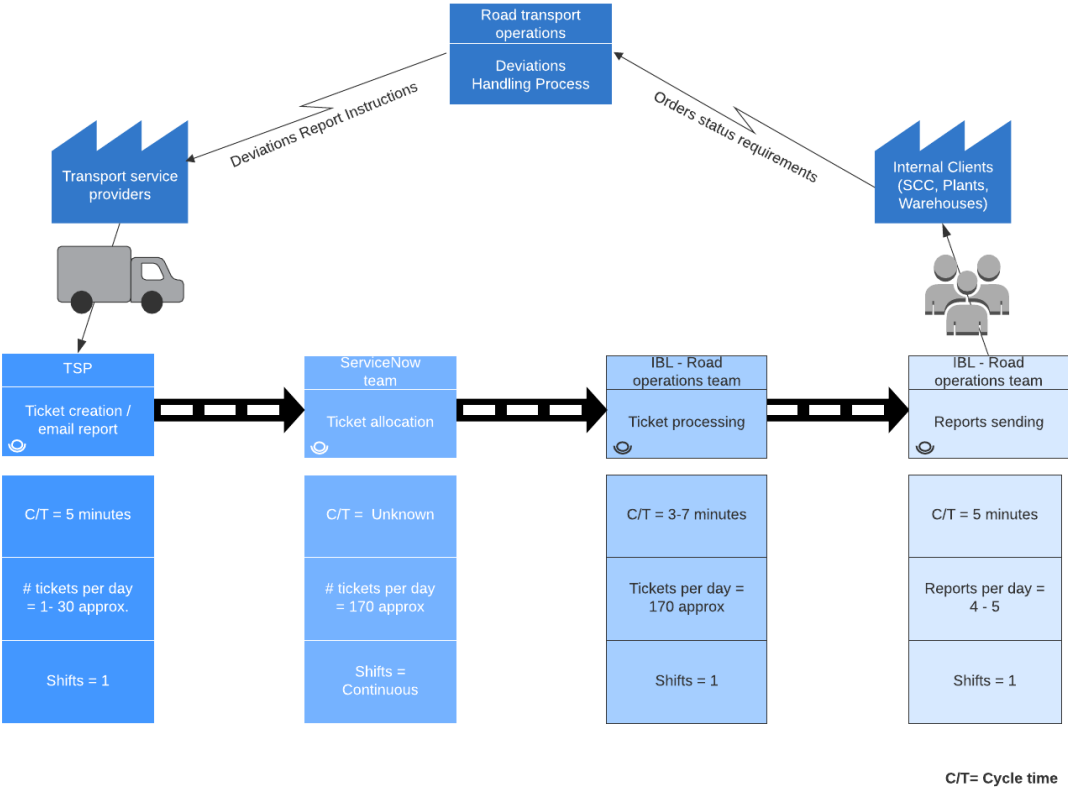 Road transport
operations
Deviations
Handling Process
Deviations Report Instructions
Orders status requirements
Transport service
providers
Internal Clients
(SCC, Plants,
Warehouses)
TSP
Ticket creation /
email report
ServiceNow
team
Ticket allocation
IBL - Road
operations team
Ticket processing
IBL - Road
operations team
Reports sending
C/T = 5 minutes
# tickets per day
= 1- 30 approx.
Shifts = 1
C/T =  Unknown
# tickets per day
= 170 approx
Shifts =
Continuous
C/T = 3-7 minutes
Tickets per day =
170 approx
Shifts = 1
C/T = 5 minutes
Reports per day =
4 - 5
Shifts = 1
C/T= Cycle time